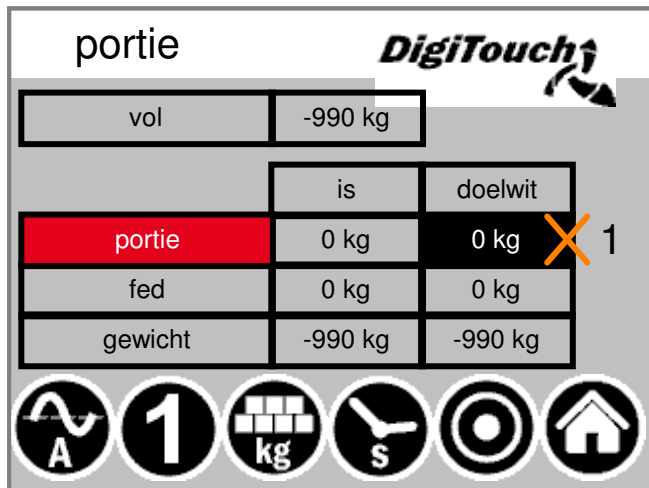 portie DigiTouch
vol -990 kg
is doelwit
portie 0 kg 0 kg 1
fed 0 kg 0 kg
gewicht -990 kg -990 kg
A 1 kg s